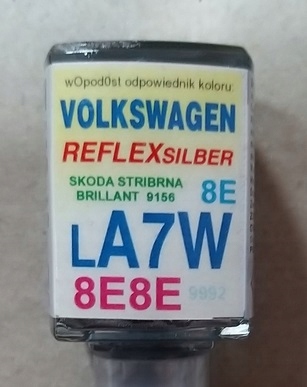 wOpod0st odpowiednik koloru:
VOLKSWAGEN
REFLEXSILBER
SKODA STRIBRNA 8E
BRILLANT 9156
LA7W
8E8E 9992